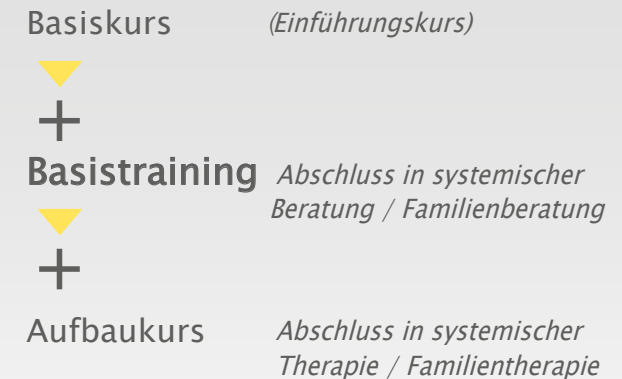 Basiskurs (Einführungskurs)
+
Basistraining Abschluss in systemischer
Beratung / Familienberatung
+
Aufbaukurs Abschluss in systemischer
Therapie / Familientherapie